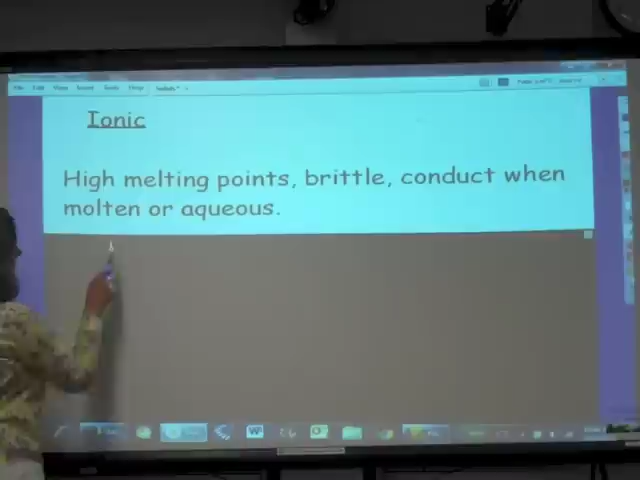 Ionic
High melting points, brittle, conduct when
molten or aqueous.